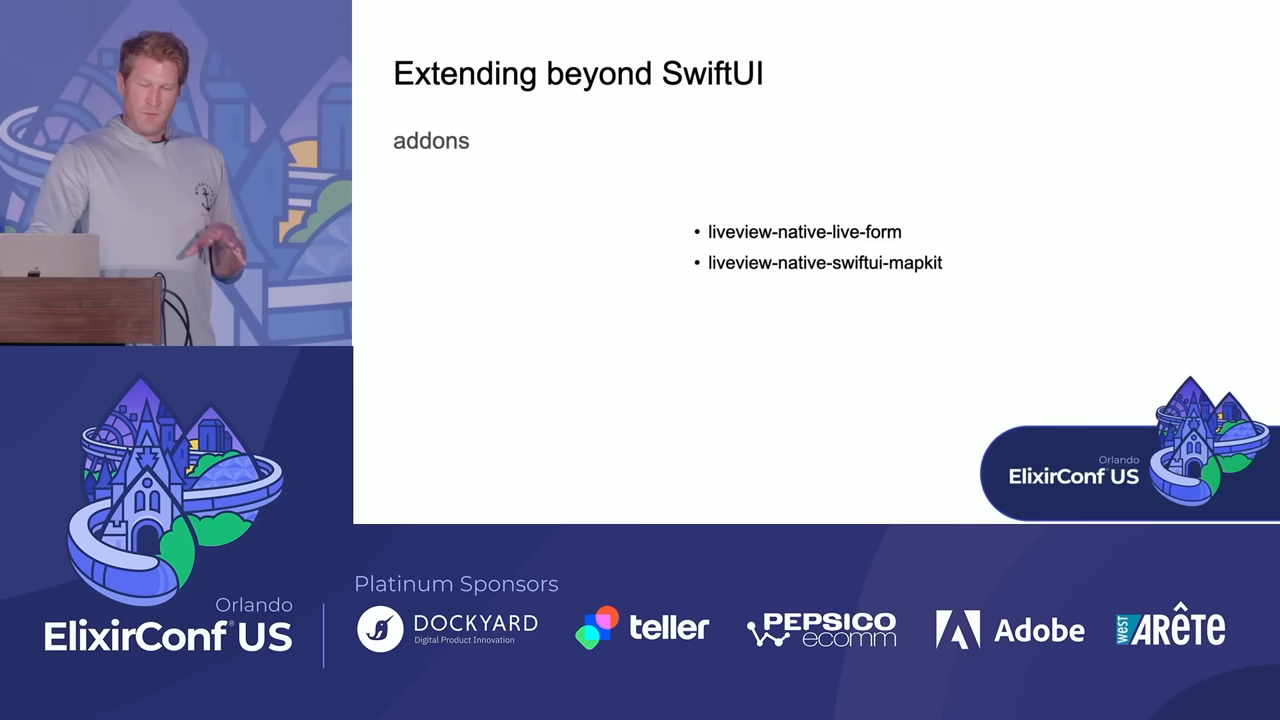 Extending beyond SwiftUI
addons
• liveview-native-live-form
• liveview-native-swiftui-mapkit
Orlando
ElixirConf US
Orlando
ElixirConf® US
Platinum Sponsors
DOCKYARD
Digital Product Innovation
teller
PEPSICO
ecomm
Adobe
west ARÊTE